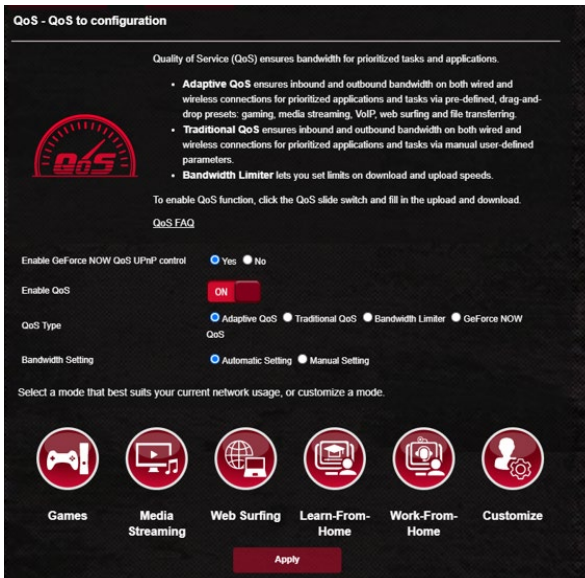 QoS - QoS to configuration
Quality of Service (QoS) ensures bandwidth for prioritized tasks and applications.
• Adaptive QoS ensures inbound and outbound bandwidth on both wired and
wireless connections for prioritized applications and tasks via pre-defined, drag-and-
drop presets: gaming, media streaming, VoIP, web surfing and file transferring.
• Traditional QoS ensures inbound and outbound bandwidth on both wired and
wireless connections for prioritized applications and tasks via manual user-defined
parameters.
• Bandwidth Limiter lets you set limits on download and upload speeds.
QoS
To enable QoS function, click the QoS slide switch and fill in the upload and download.
QoS FAQ
Enable GeForce NOW QoS UPnP control Yes No
Enable QoS ON
QoS Type Adaptive QoS Traditional QoS Bandwidth Limiter GeForce NOW
QoS
Bandwidth Setting Automatic Setting Manual Setting
Select a mode that best suits your current network usage, or customize a mode.
Games Media Web Surfing Learn-From- Work-From- Customize
Streaming Home Home
Apply